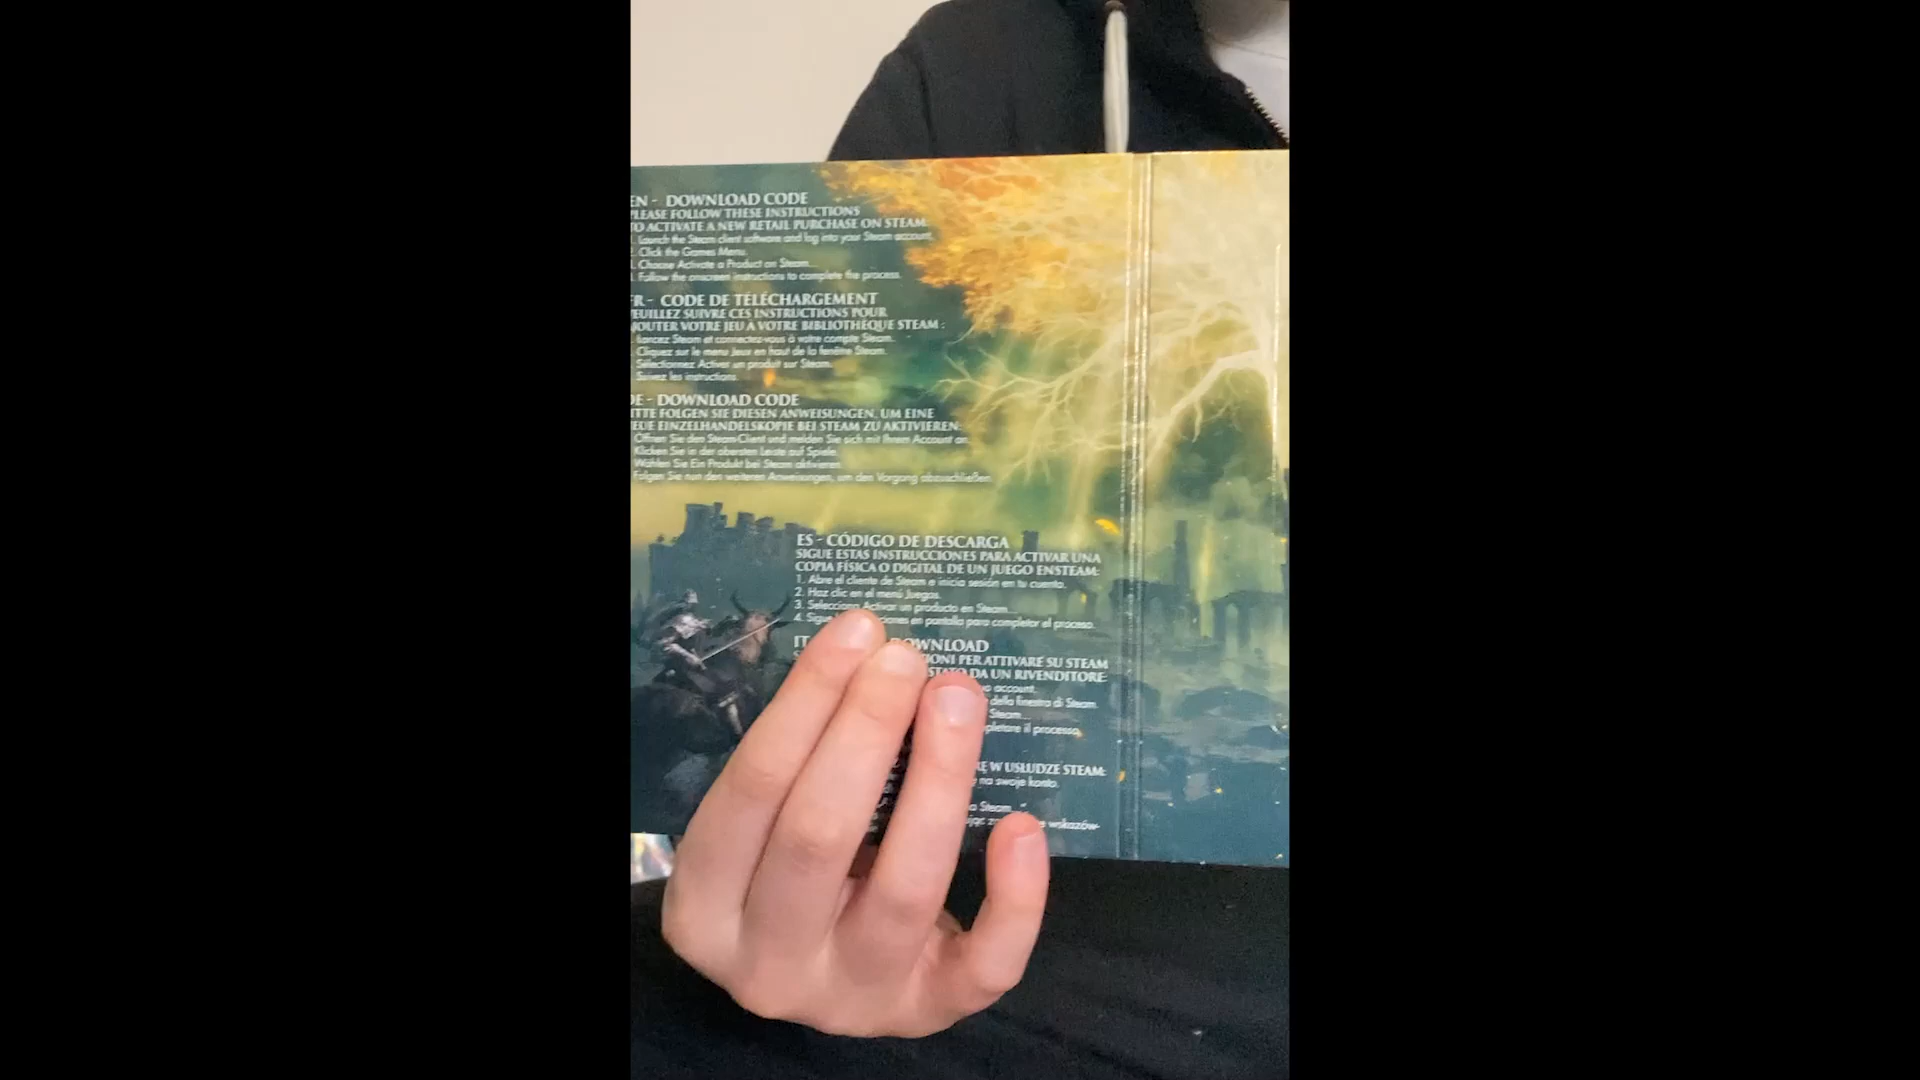 EN - DOWNLOAD CODE
PLEASE FOLLOW THESE INSTRUCTIONS
TO ACTIVATE A NEW RETAIL PURCHASE ON STEAM:
Launch the Steam client software and log into your Steam account.
Click the Games Menu.
Choose Activate a Product on Steam...
Follow the onscreen instructions to complete the process.
FR - CODE DE TÉLÉCHARGEMENT
VEUILLEZ SUIVRE CES INSTRUCTIONS POUR
AJOUTER VOTRE JEU À VOTRE BIBLIOTHÈQUE STEAM :
Lancez Steam et connectez-vous à votre compte Steam.
Cliquez sur le menu Jeux en haut de la fenêtre Steam.
Sélectionnez Activer un produit sur Steam.
Suivez les instructions.
DE - DOWNLOAD CODE
BITTE FOLGEN SIE DIESEN ANWEISUNGEN, UM EINE
NEUE EINZELHANDELSKOPIE BEI STEAM ZU AKTIVIEREN:
Öffnen Sie den Steam-Client und melden Sie sich mit Ihrem Account an.
Klicken Sie in der obersten Leiste auf Spiele.
Wählen Sie Ein Produkt bei Steam aktivieren.
Folgen Sie nun den weiteren Anweisungen, um den Vorgang abzuschließen.
ES - CÓDIGO DE DESCARGA
SIGUE ESTAS INSTRUCCIONES PARA ACTIVAR UNA
COPIA FÍSICA O DIGITAL DE UN JUEGO ENSTEAM:
1. Abre el cliente de Steam e inicia sesión en tu cuenta.
2. Haz clic en el menú Juegos.
3. Selecciona Activar un producto en Steam...
4. Sigue en pantalla para completar el proceso.
IT DOWNLOAD
PER ATTIVARE SU STEAM
DA UN RIVENDITORE:
account.
della finestra di Steam.
Steam...
il processo.
W USŁUDZE STEAM:
na swoje konto.
Steam..."
wskazów-